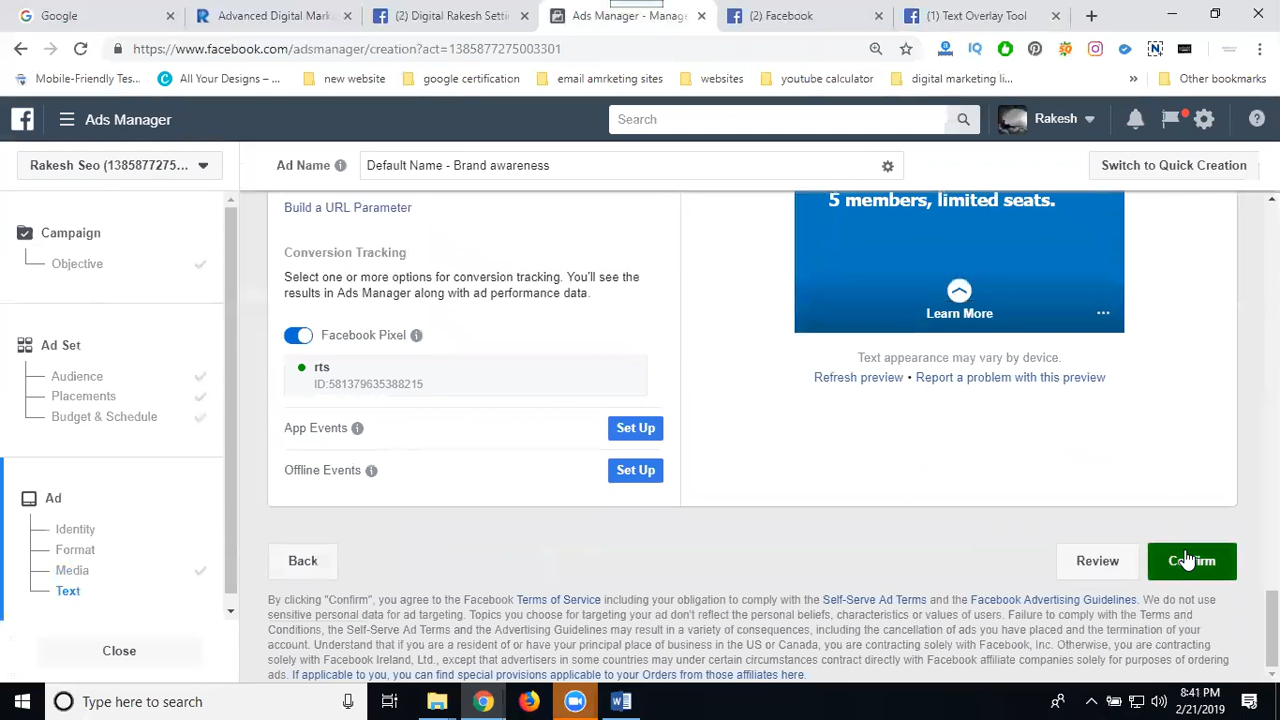 Google
Advanced Digital Mark
(2) Digital Rakesh Setti
Ads Manager - Manage
(2) Facebook
(1) Text Overlay Tool
https://www.facebook.com/adsmanager/creation?act=1385877275003301
Mobile-Friendly Tes...
All Your Designs – ...
new website
google certification
email amrketing sites
websites
youtube calculator
digital marketing li...
Other bookmarks
Ads Manager
Search
Rakesh
Rakesh Seo (1385877275...
Ad Name
Default Name - Brand awareness
Switch to Quick Creation
Campaign
Objective
Ad Set
Audience
Placements
Budget & Schedule
Ad
Identity
Format
Media
Text
Close
Build a URL Parameter
Conversion Tracking
Select one or more options for conversion tracking. You'll see the
results in Ads Manager along with ad performance data.
Facebook Pixel
rts
ID:581379635388215
App Events
Set Up
Offline Events
Set Up
5 members, limited seats.
Learn More
Text appearance may vary by device.
Refresh preview • Report a problem with this preview
Back
Review
Confirm
By clicking "Confirm", you agree to the Facebook Terms of Service including your obligation to comply with the Self-Serve Ad Terms and the Facebook Advertising Guidelines. We do not use
sensitive personal data for ad targeting. Topics you choose for targeting your ad don't reflect the personal beliefs, characteristics or values of users. Failure to comply with the Terms and
Conditions, the Self-Serve Ad Terms and the Advertising Guidelines may result in a variety of consequences, including the cancellation of ads you have placed and the termination of your
account. Understand that if you are a resident of or have your principal place of business in the US or Canada, you are contracting solely with Facebook, Inc. Otherwise, you are contracting
solely with Facebook Ireland, Ltd., except that advertisers in some countries may under certain circumstances contract directly with Facebook affiliate companies solely for purposes of ordering
ads. If applicable to you, you can find special provisions applicable to your Orders from those affiliates here.
Type here to search
8:41 PM
2/21/2019